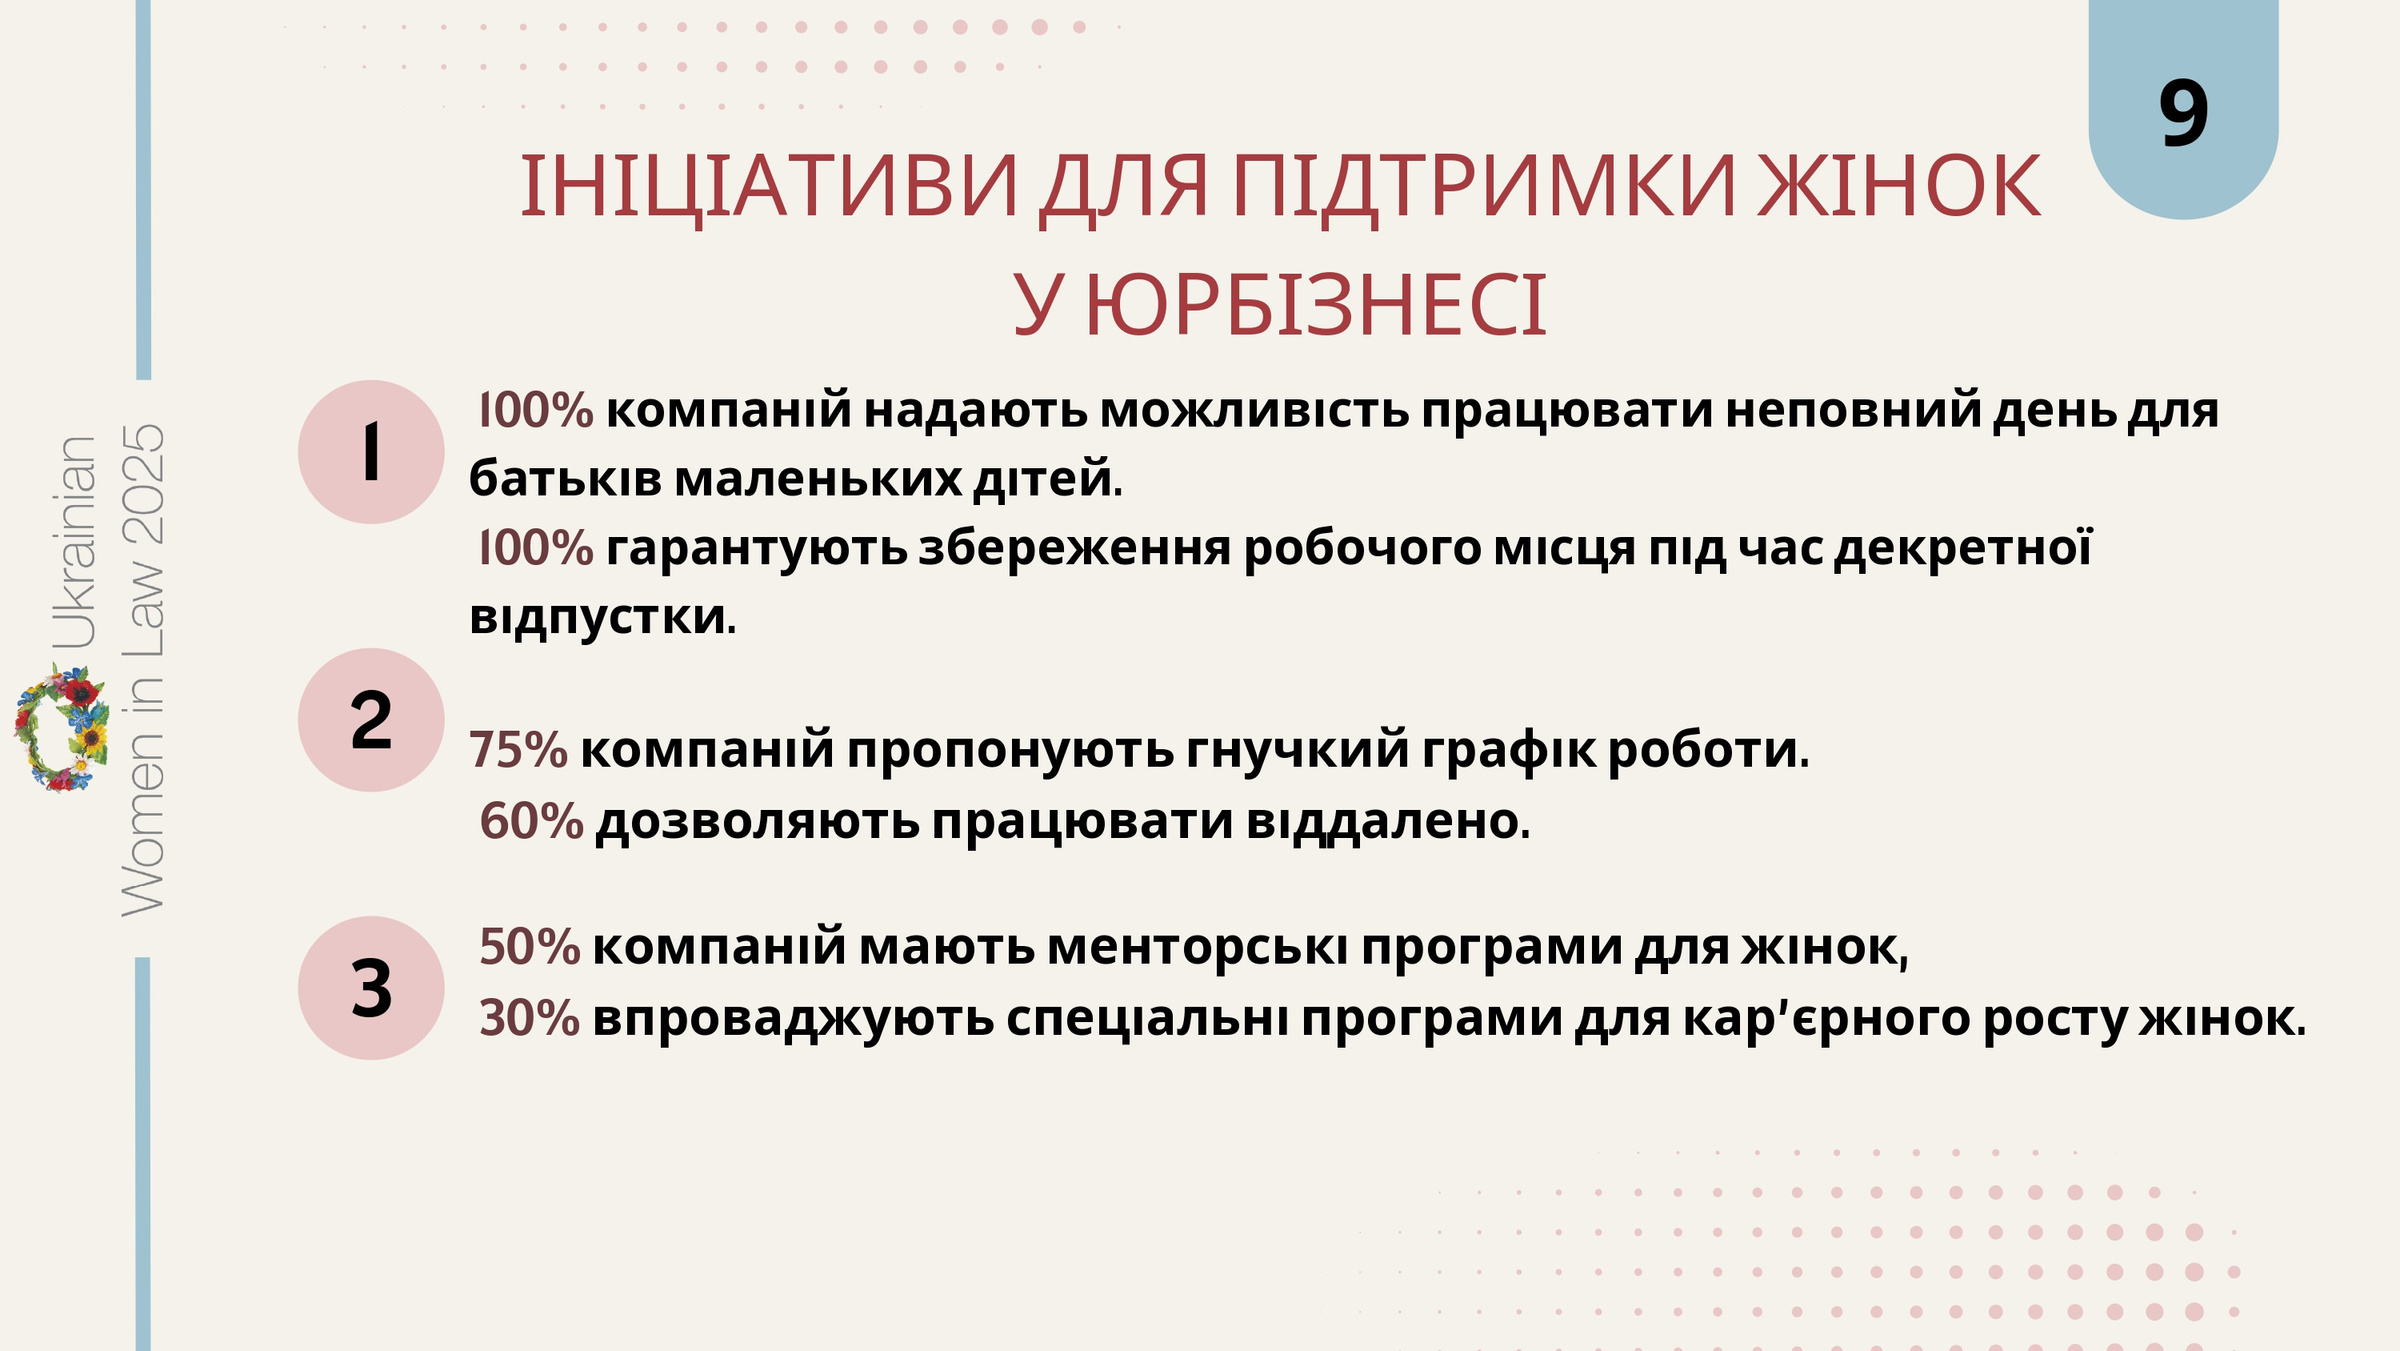 9
ІНІЦІАТИВИ ДЛЯ ПІДТРИМКИ ЖІНОК
У ЮРБІЗНЕСІ
1
100% компаній надають можливість працювати неповний день для
батьків маленьких дітей.
100% гарантують збереження робочого місця під час декретної
відпустки.
2
75% компаній пропонують гнучкий графік роботи.
60% дозволяють працювати віддалено.
3
50% компаній мають менторські програми для жінок,
30% впроваджують спеціальні програми для кар'єрного росту жінок.
Ukrainian
Women in Law 2025